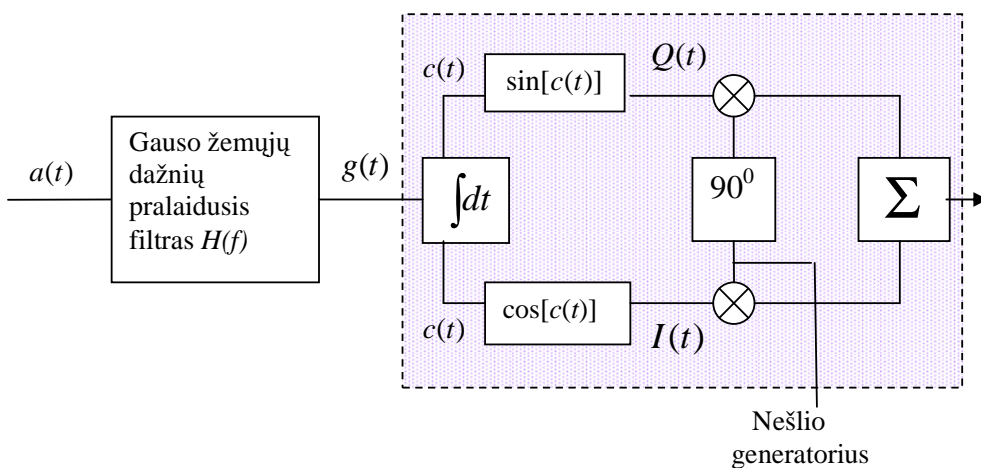 c(t)
sin[c(t)]
Q(t)
a(t)
Gauso žemųjų
dažnių
pralaidusis
filtras H(f)
g(t)
∫dt
90⁰
Σ
c(t)
cos[c(t)]
I(t)
Nešlio
generatorius